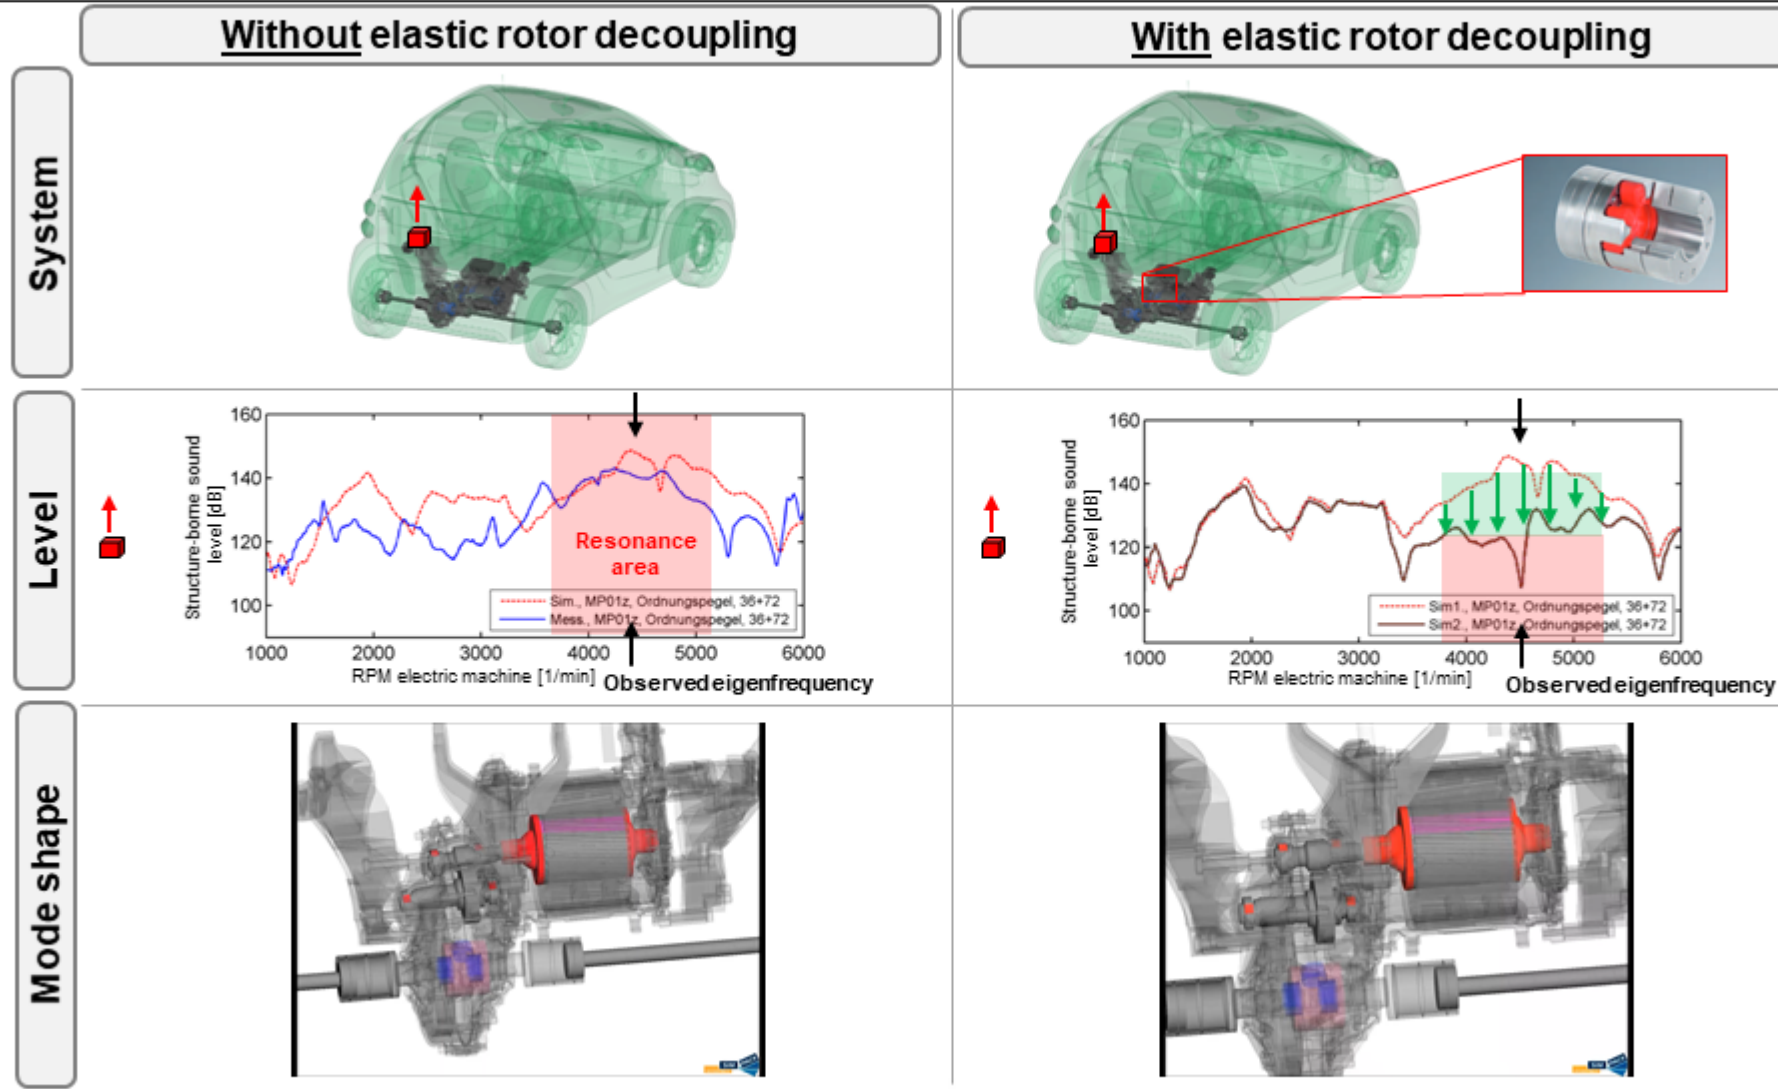 Without elastic rotor decoupling
With elastic rotor decoupling
System
Level
Structure-borne sound
level [dB]
160
140
120
100
1000
2000
3000
4000
5000
6000
Resonance
area
Sim., MP01z, Ordnungspegel, 36+72
Mess., MP01z, Ordnungspegel, 36+72
RPM electric machine [1/min]
Observed eigenfrequency
Structure-borne sound
level [dB]
160
140
120
100
1000
2000
3000
4000
5000
6000
Sim1., MP01z, Ordnungspegel, 36+72
Sim2., MP01z, Ordnungspegel, 36+72
RPM electric machine [1/min]
Observed eigenfrequency
Mode shape